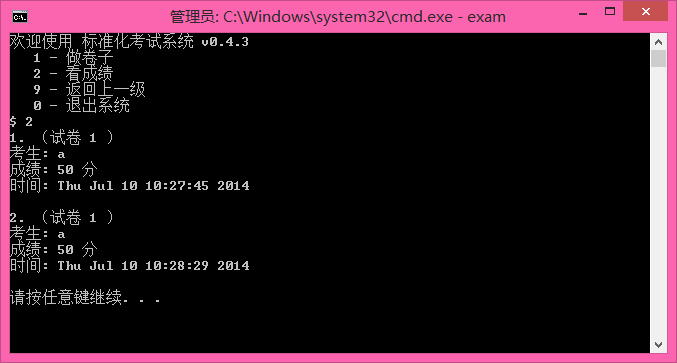 管理员: C:\Windows\system32\cmd.exe - exam
欢迎使用 标准化考试系统 v0.4.3
1 - 做卷子
2 - 看成绩
9 - 返回上一级
0 - 退出系统
$ 2
1. （试卷 1 ）
考生: a
成绩: 50 分
时间: Thu Jul 10 10:27:45 2014
2. （试卷 1 ）
考生: a
成绩: 50 分
时间: Thu Jul 10 10:28:29 2014
请按任意键继续. . .